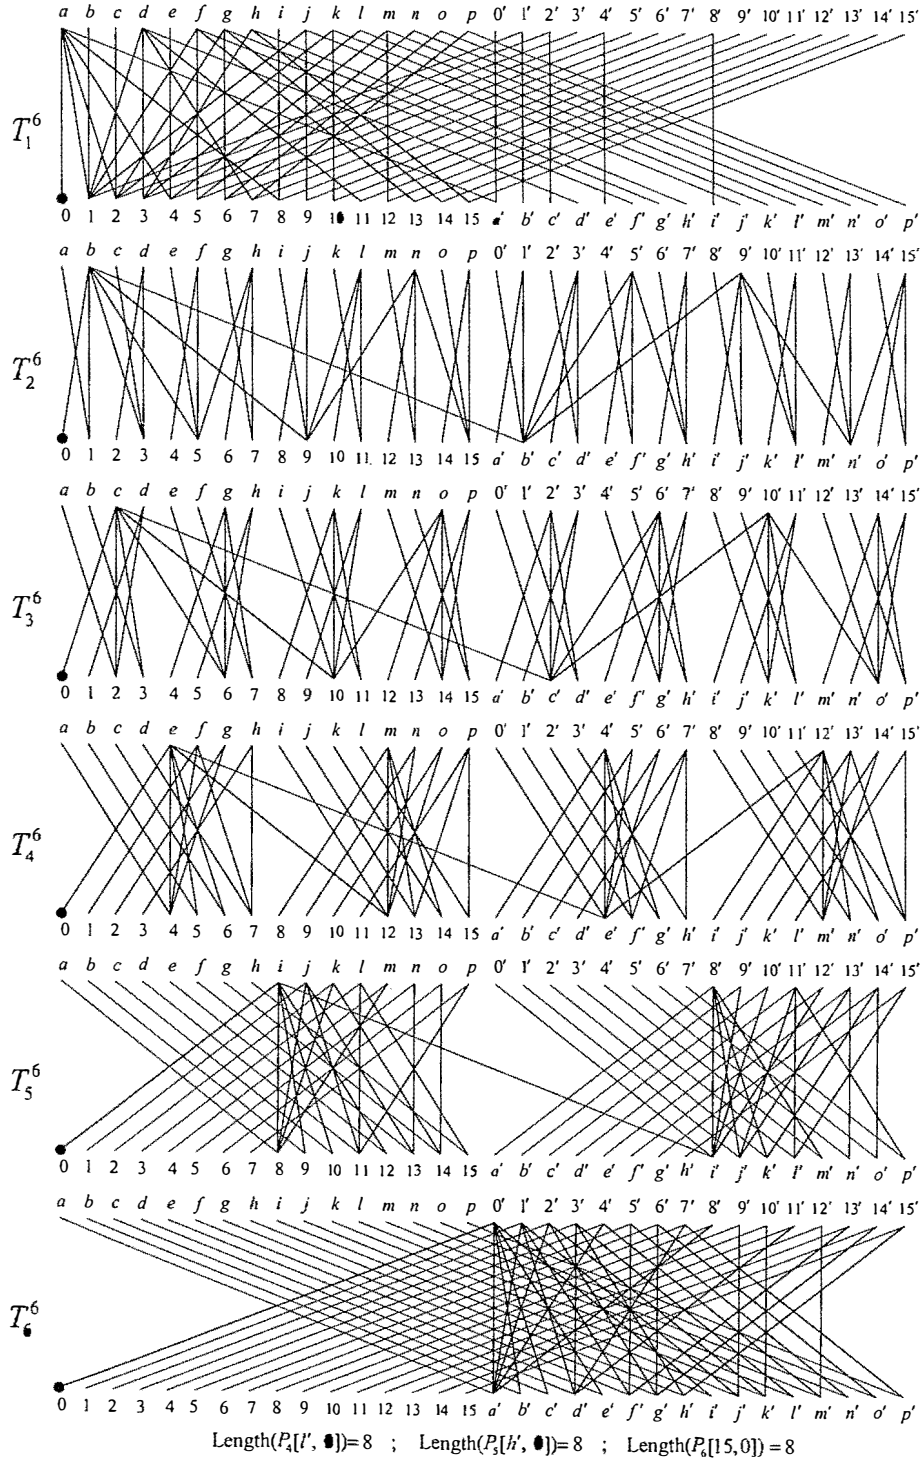 a b c d e f g h i j k l m n o p 0' 1' 2' 3' 4' 5' 6' 7' 8' 9' 10' 11' 12' 13' 14' 15'
T_1^6
0 1 2 3 4 5 6 7 8 9 10 11 12 13 14 15 a' b' c' d' e' f' g' h' i' j' k' l' m' n' o' p'
a b c d e f g h i j k l m n o p 0' 1' 2' 3' 4' 5' 6' 7' 8' 9' 10' 11' 12' 13' 14' 15'
T_2^6
0 1 2 3 4 5 6 7 8 9 10 11 12 13 14 15 a' b' c' d' e' f' g' h' i' j' k' l' m' n' o' p'
a b c d e f g h i j k l m n o p 0' 1' 2' 3' 4' 5' 6' 7' 8' 9' 10' 11' 12' 13' 14' 15'
T_3^6
0 1 2 3 4 5 6 7 8 9 10 11 12 13 14 15 a' b' c' d' e' f' g' h' i' j' k' l' m' n' o' p'
a b c d e f g h i j k l m n o p 0' 1' 2' 3' 4' 5' 6' 7' 8' 9' 10' 11' 12' 13' 14' 15'
T_4^6
0 1 2 3 4 5 6 7 8 9 10 11 12 13 14 15 a' b' c' d' e' f' g' h' i' j' k' l' m' n' o' p'
a b c d e f g h i j k l m n o p 0' 1' 2' 3' 4' 5' 6' 7' 8' 9' 10' 11' 12' 13' 14' 15'
T_5^6
0 1 2 3 4 5 6 7 8 9 10 11 12 13 14 15 a' b' c' d' e' f' g' h' i' j' k' l' m' n' o' p'
a b c d e f g h i j k l m n o p 0' 1' 2' 3' 4' 5' 6' 7' 8' 9' 10' 11' 12' 13' 14' 15'
T_6^6
0 1 2 3 4 5 6 7 8 9 10 11 12 13 14 15 a' b' c' d' e' f' g' h' i' j' k' l' m' n' o' p'
Length(P_4[l', ])= 8 ; Length(P_5[h', ])= 8 ; Length(P_6[15,0]) = 8